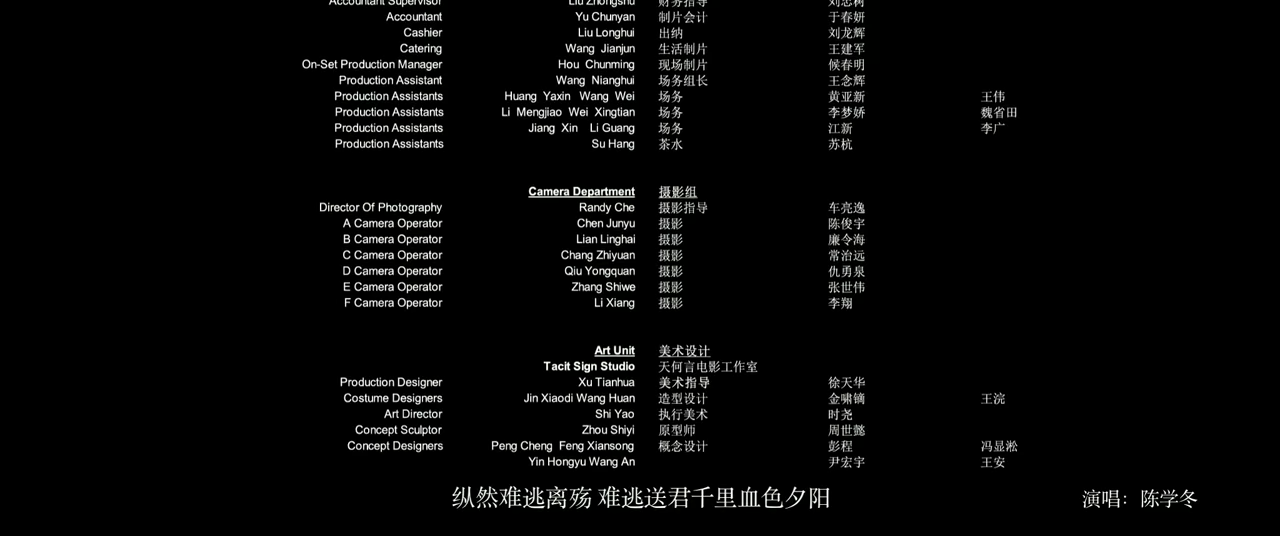 Accountant Supervisor Liu Zhongshu 财务指导 刘忠树
Accountant Yu Chunyan 制片会计 于春妍
Cashier Liu Longhui 出纳 刘龙辉
Catering Wang Jianjun 生活制片 王建军
On-Set Production Manager Hou Chunming 现场制片 候春明
Production Assistant Wang Nianghui 场务组长 王念辉
Production Assistants Huang Yaxin Wang Wei 场务 黄亚新 王伟
Production Assistants Li Mengjiao Wei Xingtian 场务 李梦娇 魏省田
Production Assistants Jiang Xin Li Guang 场务 江新 李广
Production Assistants Su Hang 茶水 苏杭
Camera Department 摄影组
Director Of Photography Randy Che 摄影指导 车亮逸
A Camera Operator Chen Junyu 摄影 陈俊宇
B Camera Operator Lian Linghai 摄影 廉令海
C Camera Operator Chang Zhiyuan 摄影 常治远
D Camera Operator Qiu Yongquan 摄影 仇勇泉
E Camera Operator Zhang Shiwe 摄影 张世伟
F Camera Operator Li Xiang 摄影 李翔
Art Unit 美术设计
Tacit Sign Studio 天何言电影工作室
Production Designer Xu Tianhua 美术指导 徐天华
Costume Designers Jin Xiaodi Wang Huan 造型设计 金啸镝 王浣
Art Director Shi Yao 执行美术 时尧
Concept Sculptor Zhou Shiyi 原型师 周世懿
Concept Designers Peng Cheng Feng Xiansong 概念设计 彭程 冯显淞
Yin Hongyu Wang An 尹宏宇 王安
纵然难逃离殇 难逃送君千里血色夕阳 演唱：陈学冬